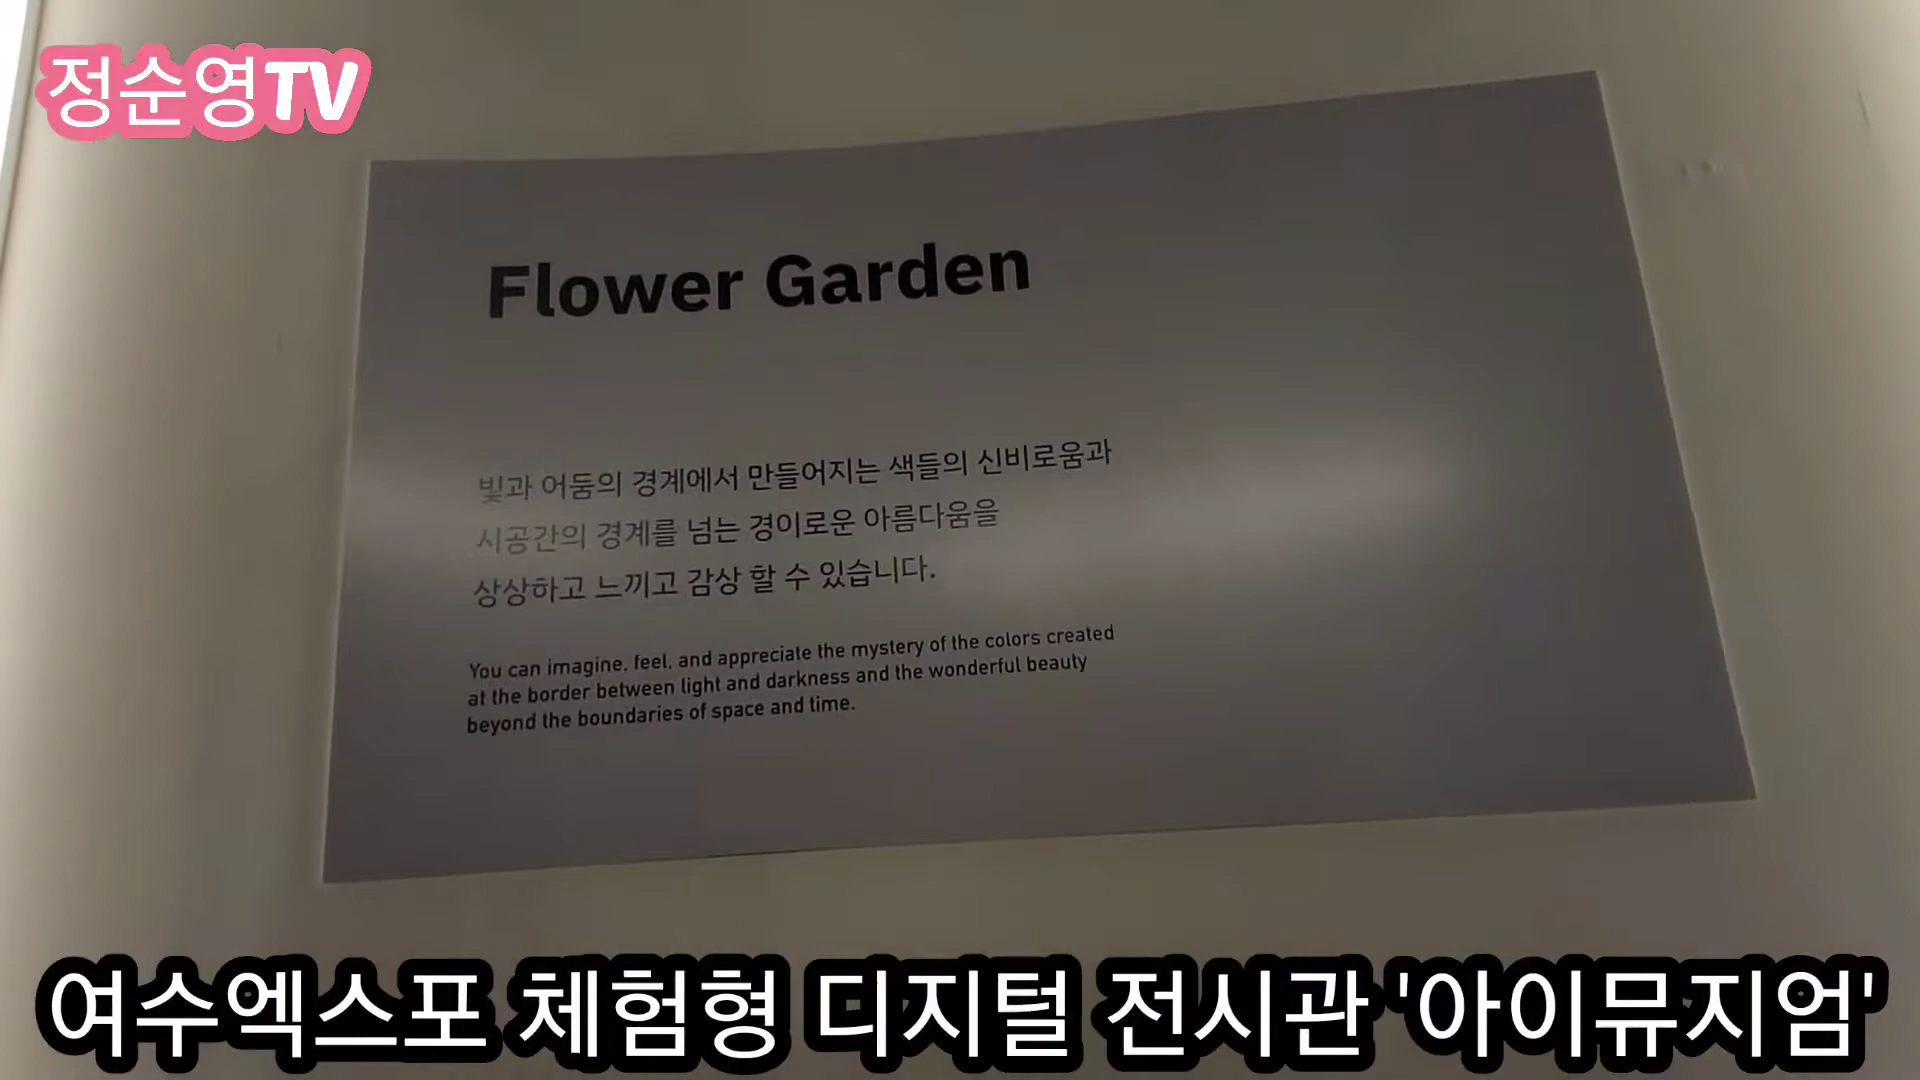 정순영TV
Flower Garden
빛과 어둠의 경계에서 만들어지는 색들의 신비로움과
시공간의 경계를 넘는 경이로운 아름다움을
상상하고 느끼고 감상 할 수 있습니다.
You can imagine, feel, and appreciate the mystery of the colors created
at the border between light and darkness and the wonderful beauty
beyond the boundaries of space and time.
여수엑스포 체험형 디지털 전시관 '아이뮤지엄'